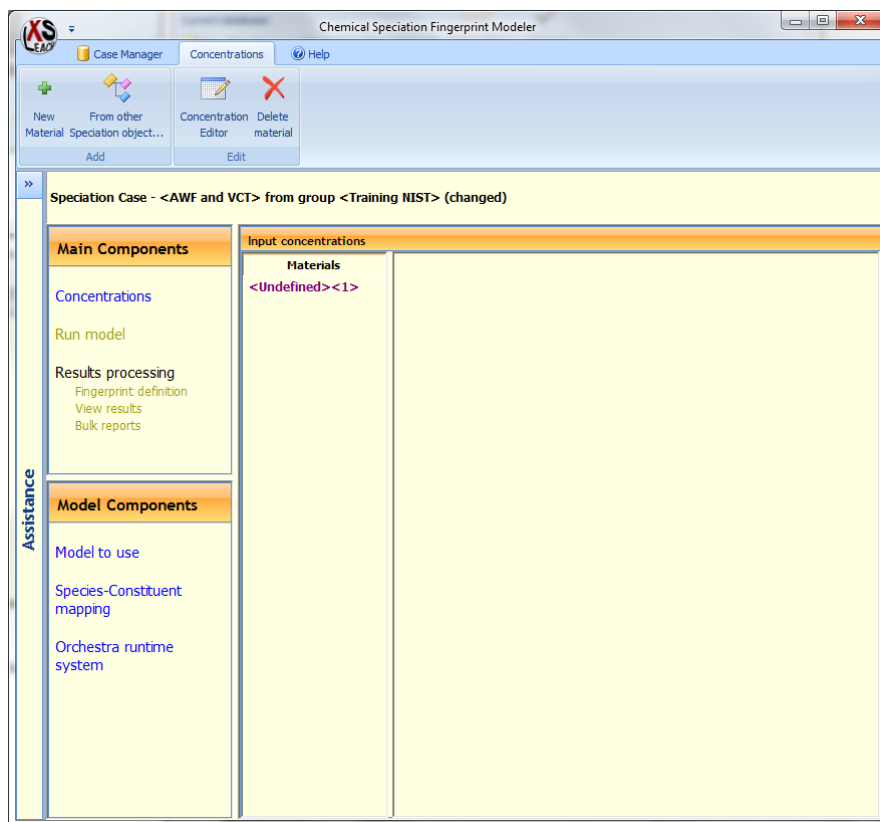 Chemical Speciation Fingerprint Modeler
XS
LEACH
Case Manager
Concentrations
Help
New
Material
From other
Speciation object...
Concentration
Editor
Delete
material
Add
Edit
»
Speciation Case - <AWF and VCT> from group <Training NIST> (changed)
Assistance
Main Components
Concentrations
Run model
Results processing
Fingerprint definition
View results
Bulk reports
Model Components
Model to use
Species-Constituent
mapping
Orchestra runtime
system
Input concentrations
Materials
<Undefined><1>